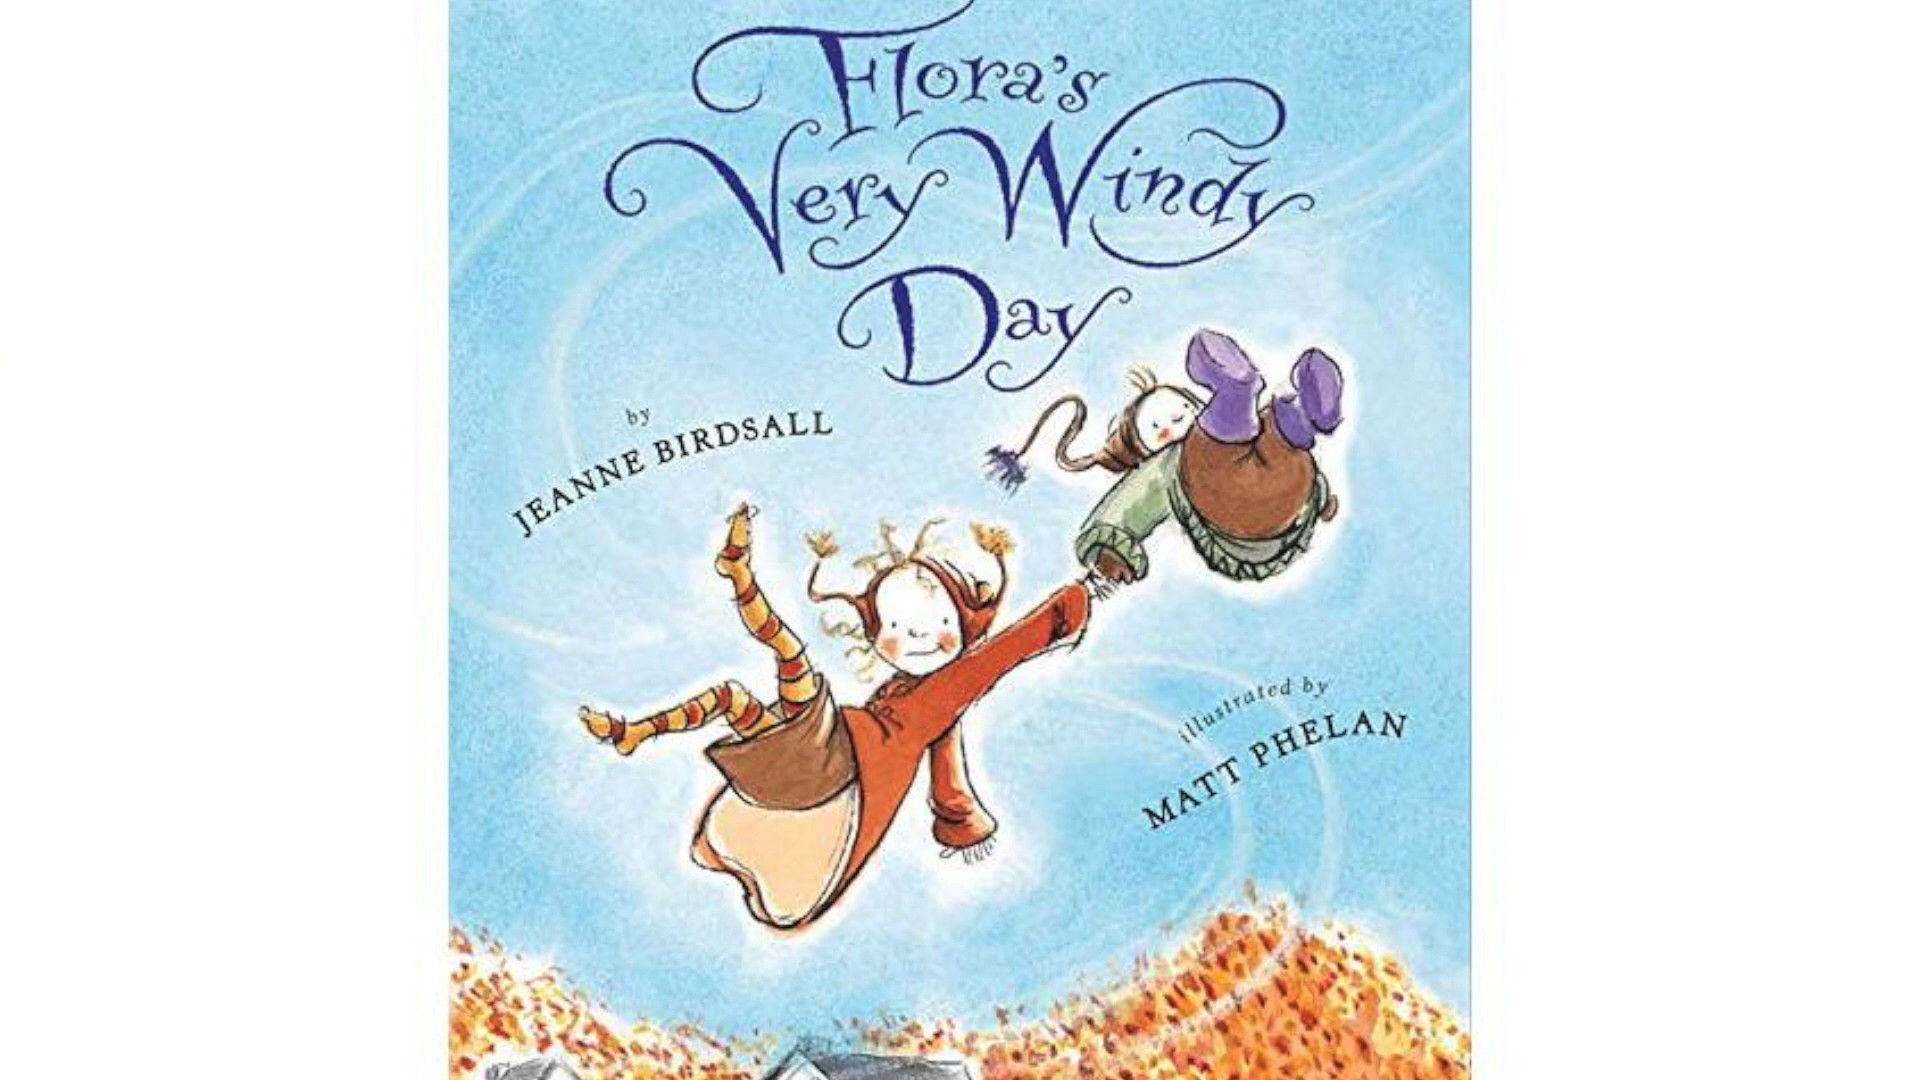 Flora's
Very Windy
Day
by
JEANNE BIRDSALL
illustrated by
MATT PHELAN